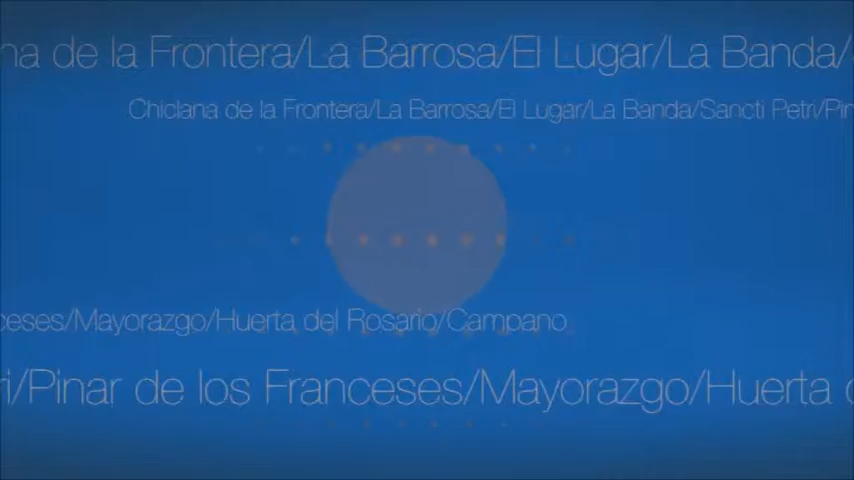 na de la Frontera/La Barrosa/El Lugar/La Banda/
Chiclana de la Frontera/La Barrosa/El Lugar/La Banda/Sancti Petri/Pin
ceses/Mayorazgo/Huerta del Rosario/Campano
ri/Pinar de los Franceses/Mayorazgo/Huerta d